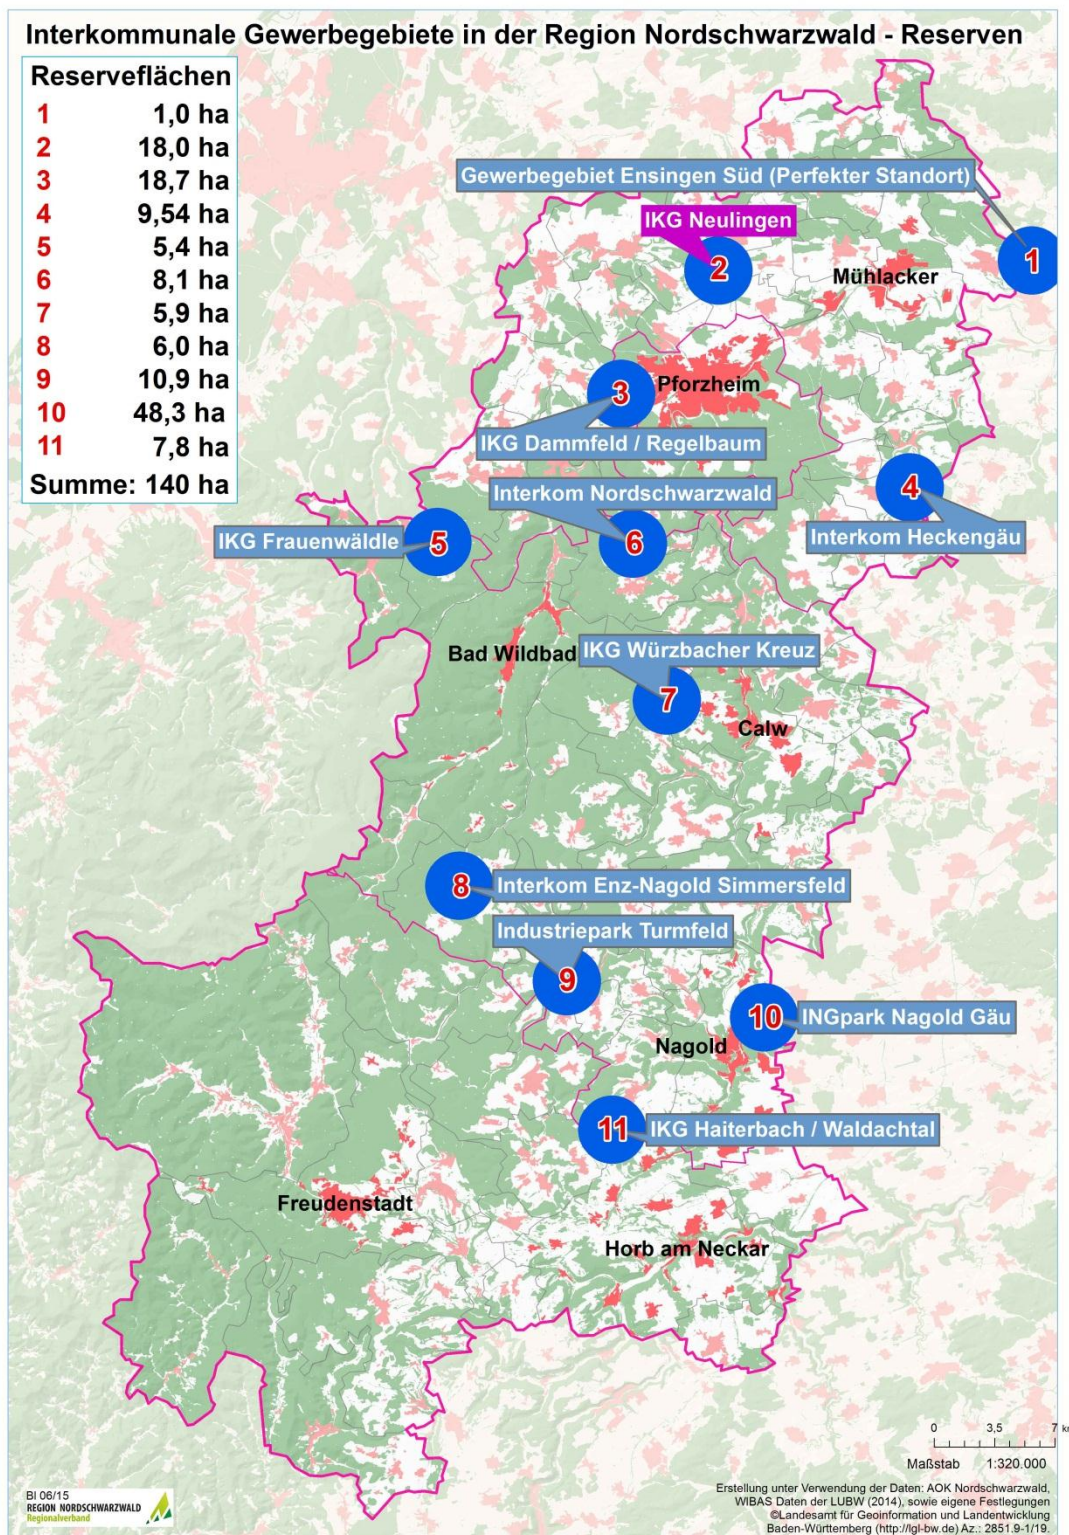 Interkommunale Gewerbegebiete in der Region Nordschwarzwald - Reserven
Reserveflächen
1 1,0 ha
2 18,0 ha
3 18,7 ha
4 9,54 ha
5 5,4 ha
6 8,1 ha
7 5,9 ha
8 6,0 ha
9 10,9 ha
10 48,3 ha
11 7,8 ha
Summe: 140 ha
Gewerbegebiet Ensingen Süd (Perfekter Standort)
1
IKG Neulingen
2
Mühlacker
3
Pforzheim
IKG Dammfeld / Regelbaum
Interkom Nordschwarzwald
4
Interkom Heckengäu
IKG Frauenwäldle
5
6
Bad Wildbad
IKG Würzbacher Kreuz
7
Calw
8
Interkom Enz-Nagold Simmersfeld
Industriepark Turmfeld
9
10
INGpark Nagold Gäu
Nagold
11
IKG Haiterbach / Waldachtal
Freudenstadt
Horb am Neckar
0 3,5 7 km
Maßstab 1:320.000
BI 06/15
REGION NORDSCHWARZWALD
Regionalverband
Erstellung unter Verwendung der Daten: AOK Nordschwarzwald,
WIBAS Daten der LUBW (2014), sowie eigene Festlegungen
©Landesamt für Geoinformation und Landentwicklung
Baden-Württemberg (http://lgl-bw.de) Az.: 2851.9-1/19.